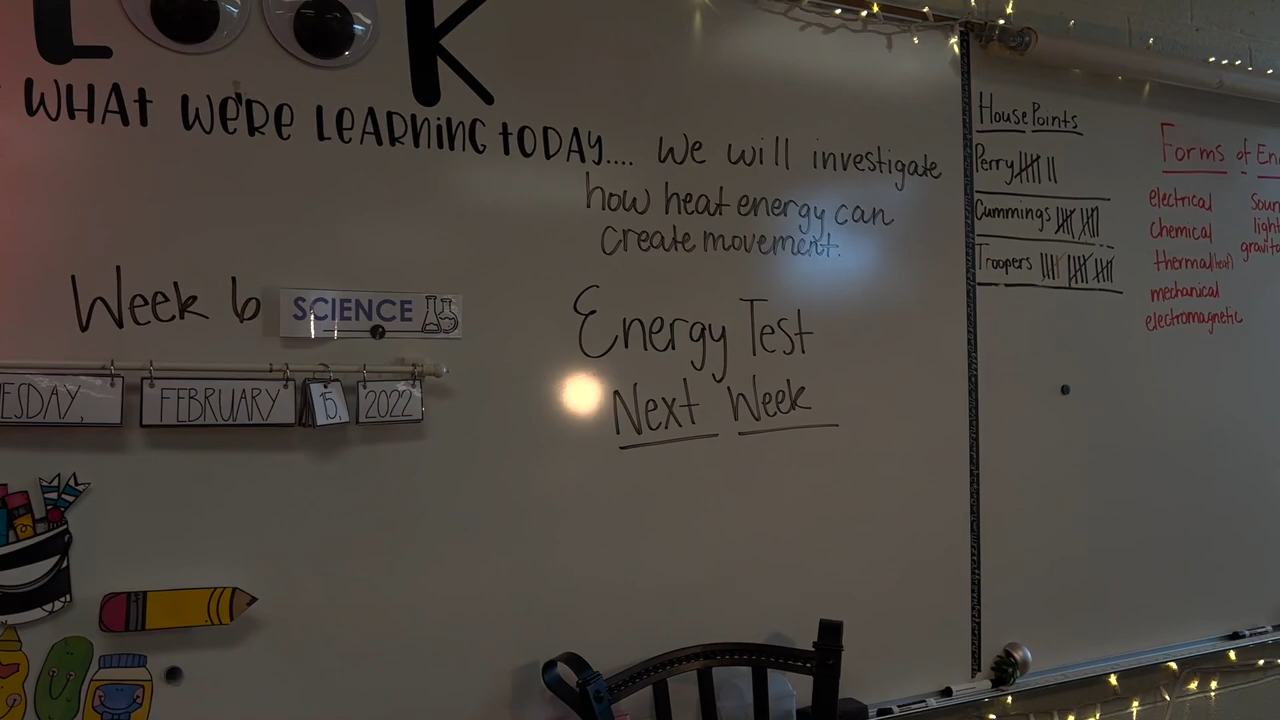 LOOK
WHAT We're LeARNING TODAY.... We will investigate
how heat energy can
create movement.
Week 6 SCIENCE
ESDAY, FEBRUARY 15, 2022
Energy Test
Next Week
House Points
Perry
Cummings
Troopers
Forms of En
electrical
chemical
thermal(heat)
mechanical
electromagnetic
Soun
light
gravita